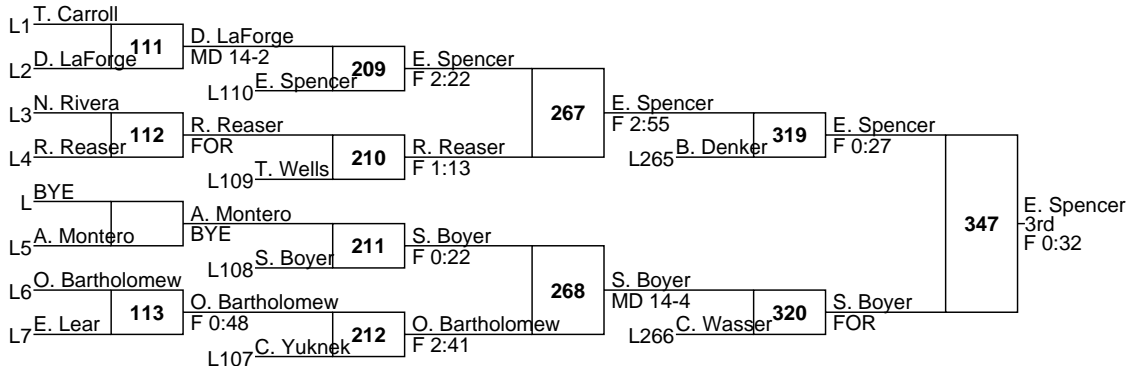 L1 T. Carroll
111
D. LaForge
MD 14-2
L2 D. LaForge
209
E. Spencer
F 2:22
L110 E. Spencer
L3 N. Rivera
112
R. Reaser
FOR
L4 R. Reaser
210
R. Reaser
F 1:13
L109 T. Wells
267
E. Spencer
F 2:55
L265 B. Denker
319
E. Spencer
F 0:27
L BYE
A. Montero
BYE
L5 A. Montero
211
S. Boyer
F 0:22
L108 S. Boyer
L6 O. Bartholomew
113
O. Bartholomew
F 0:48
L7 E. Lear
212
O. Bartholomew
F 2:41
L107 C. Yuknek
268
S. Boyer
MD 14-4
L266 C. Wasser
320
S. Boyer
FOR
347
E. Spencer
3rd
F 0:32